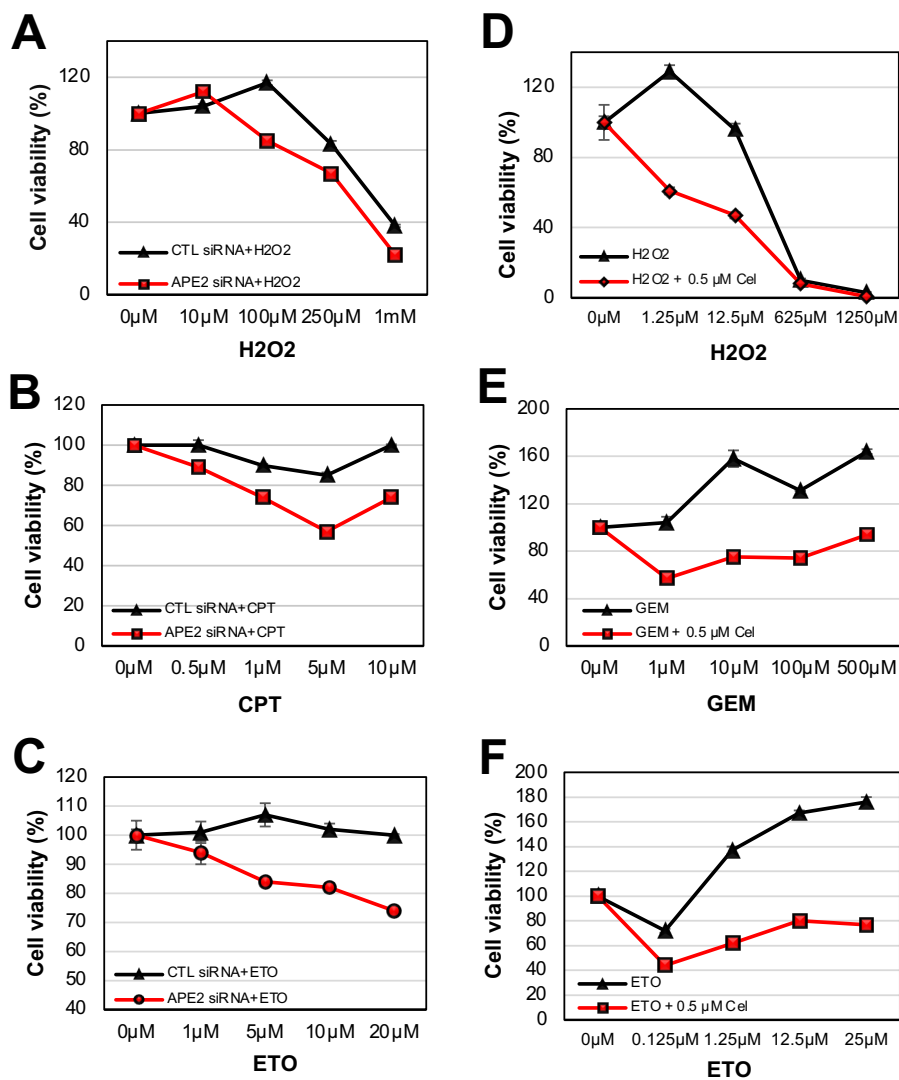 A
Cell viability (%)
120
80
40
0
CTL siRNA+H2O2
APE2 siRNA+H2O2
0µM 10µM 100µM 250µM 1mM
H2O2
B
Cell viability (%)
120
100
80
60
40
20
0
CTL siRNA+CPT
APE2 siRNA+CPT
0µM 0.5µM 1µM 5µM 10µM
CPT
C
Cell viability (%)
120
110
100
90
80
70
60
50
40
CTL siRNA+ETO
APE2 siRNA+ETO
0µM 1µM 5µM 10µM 20µM
ETO
D
Cell viability (%)
120
80
40
0
H2O2
H2O2 + 0.5 µM Cel
0µM 1.25µM 12.5µM 625µM 1250µM
H2O2
E
Cell viability (%)
200
160
120
80
40
0
GEM
GEM + 0.5 µM Cel
0µM 1µM 10µM 100µM 500µM
GEM
F
Cell viability (%)
200
180
160
140
120
100
80
60
40
20
0
ETO
ETO + 0.5 µM Cel
0µM 0.125µM 1.25µM 12.5µM 25µM
ETO